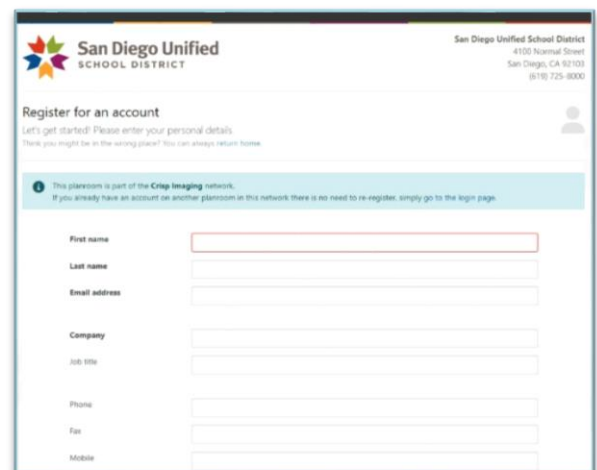 San Diego Unified
SCHOOL DISTRICT
San Diego Unified School District
4100 Normal Street
San Diego, CA 92103
(619) 725-8000
Register for an account
Let's get started! Please enter your personal details.
Think you might be in the wrong place? You can always return home.
This planroom is part of the Crisp Imaging network.
If you already have an account on another planroom in this network there is no need to re-register, simply go to the login page.
First name
Last name
Email address
Company
Job title
Phone
Fax
Mobile